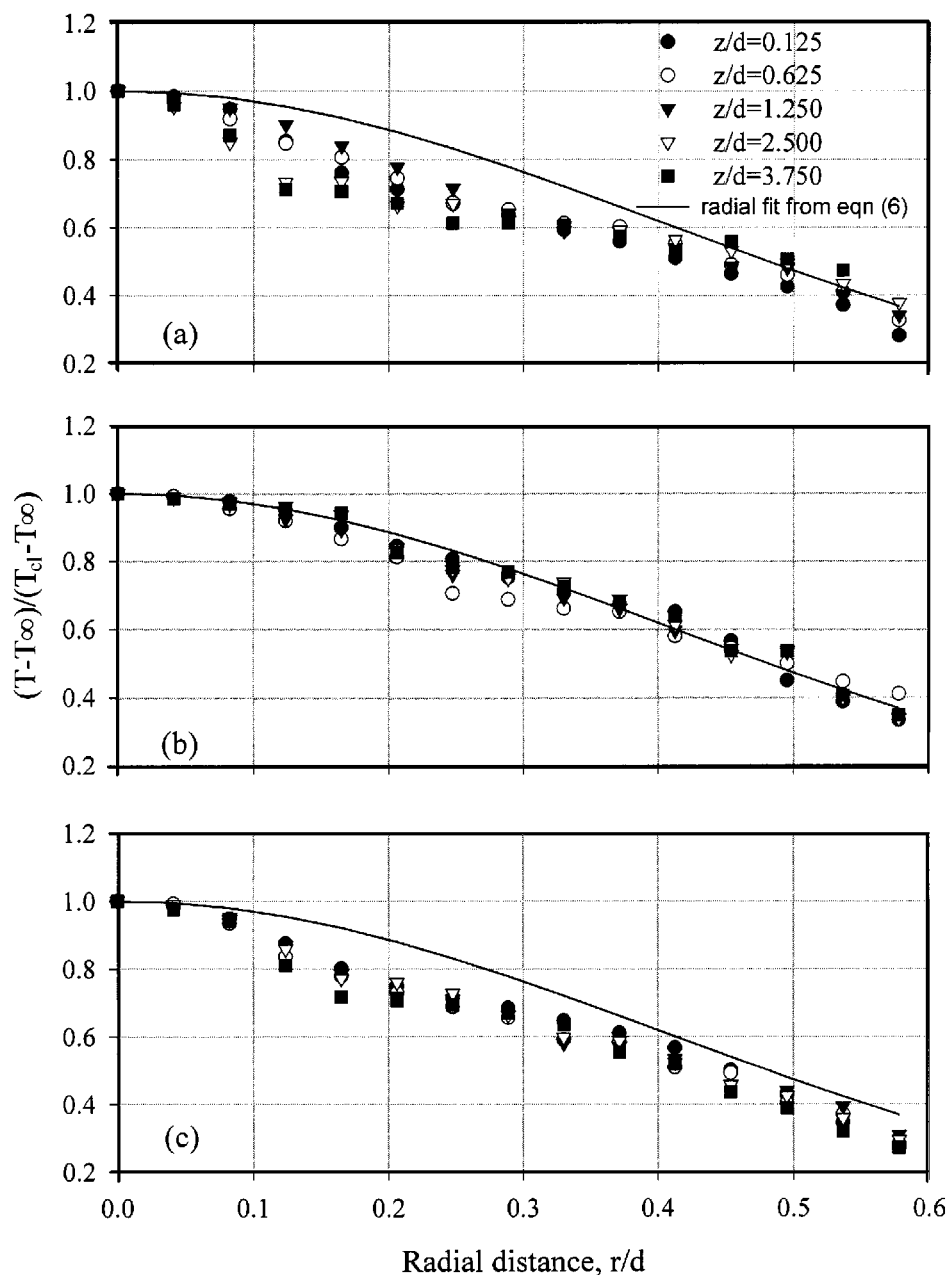 1.2
1.0
0.8
0.6
0.4
0.2
z/d=0.125
z/d=0.625
z/d=1.250
z/d=2.500
z/d=3.750
radial fit from eqn (6)
(a)
(T-T∞)/(Tcl-T∞)
1.2
1.0
0.8
0.6
0.4
0.2
(b)
1.2
1.0
0.8
0.6
0.4
0.2
(c)
0.0 0.1 0.2 0.3 0.4 0.5 0.6
Radial distance, r/d